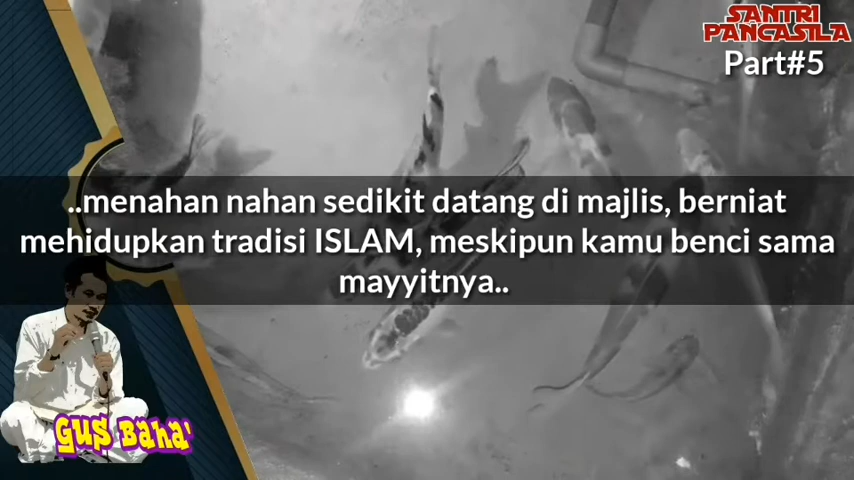 SANTRI
PANCASILA
Part#5
..menahan nahan sedikit datang di majlis, berniat
mehidupkan tradisi ISLAM, meskipun kamu benci sama
mayyitnya..
GUS BaHa'